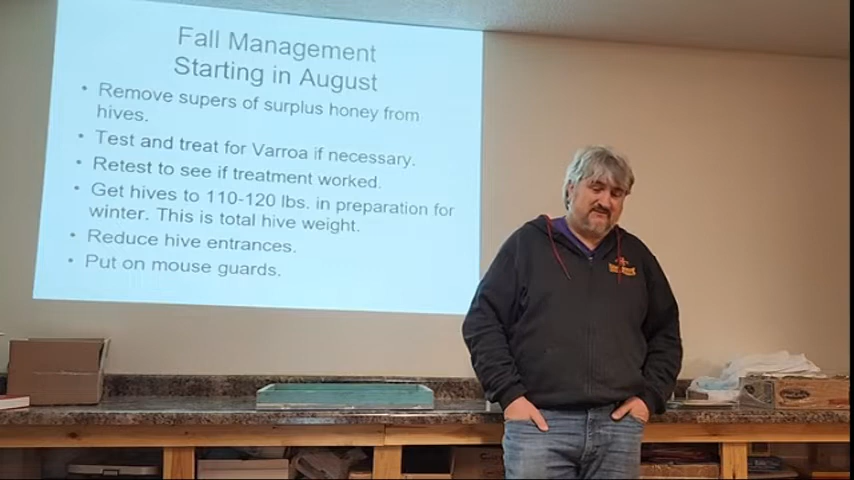 Fall Management
Starting in August
• Remove supers of surplus honey from
hives.
• Test and treat for Varroa if necessary.
• Retest to see if treatment worked.
• Get hives to 110-120 lbs. in preparation for
winter. This is total hive weight.
• Reduce hive entrances.
• Put on mouse guards.